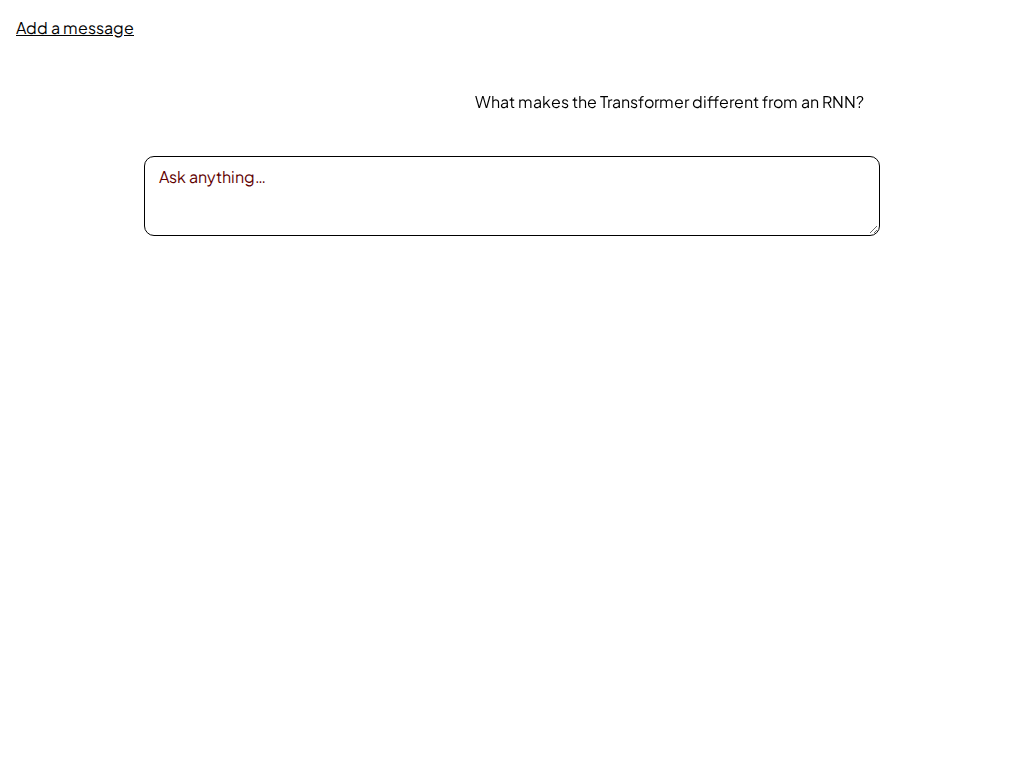 Add a message
What makes the Transformer different from an RNN?
Ask anything...